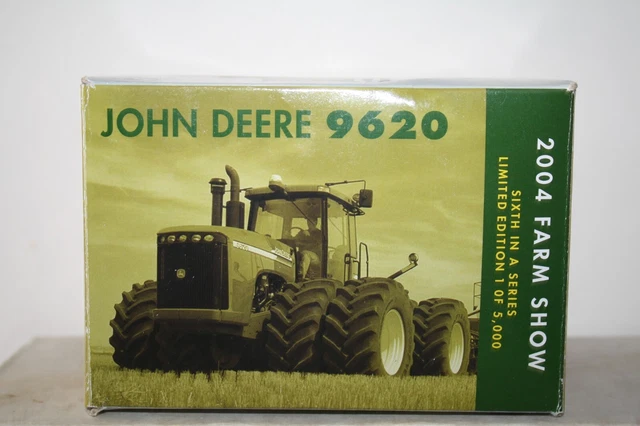 JOHN DEERE 9620
2004 FARM SHOW
SIXTH IN A SERIES
LIMITED EDITION 1 OF 5,000